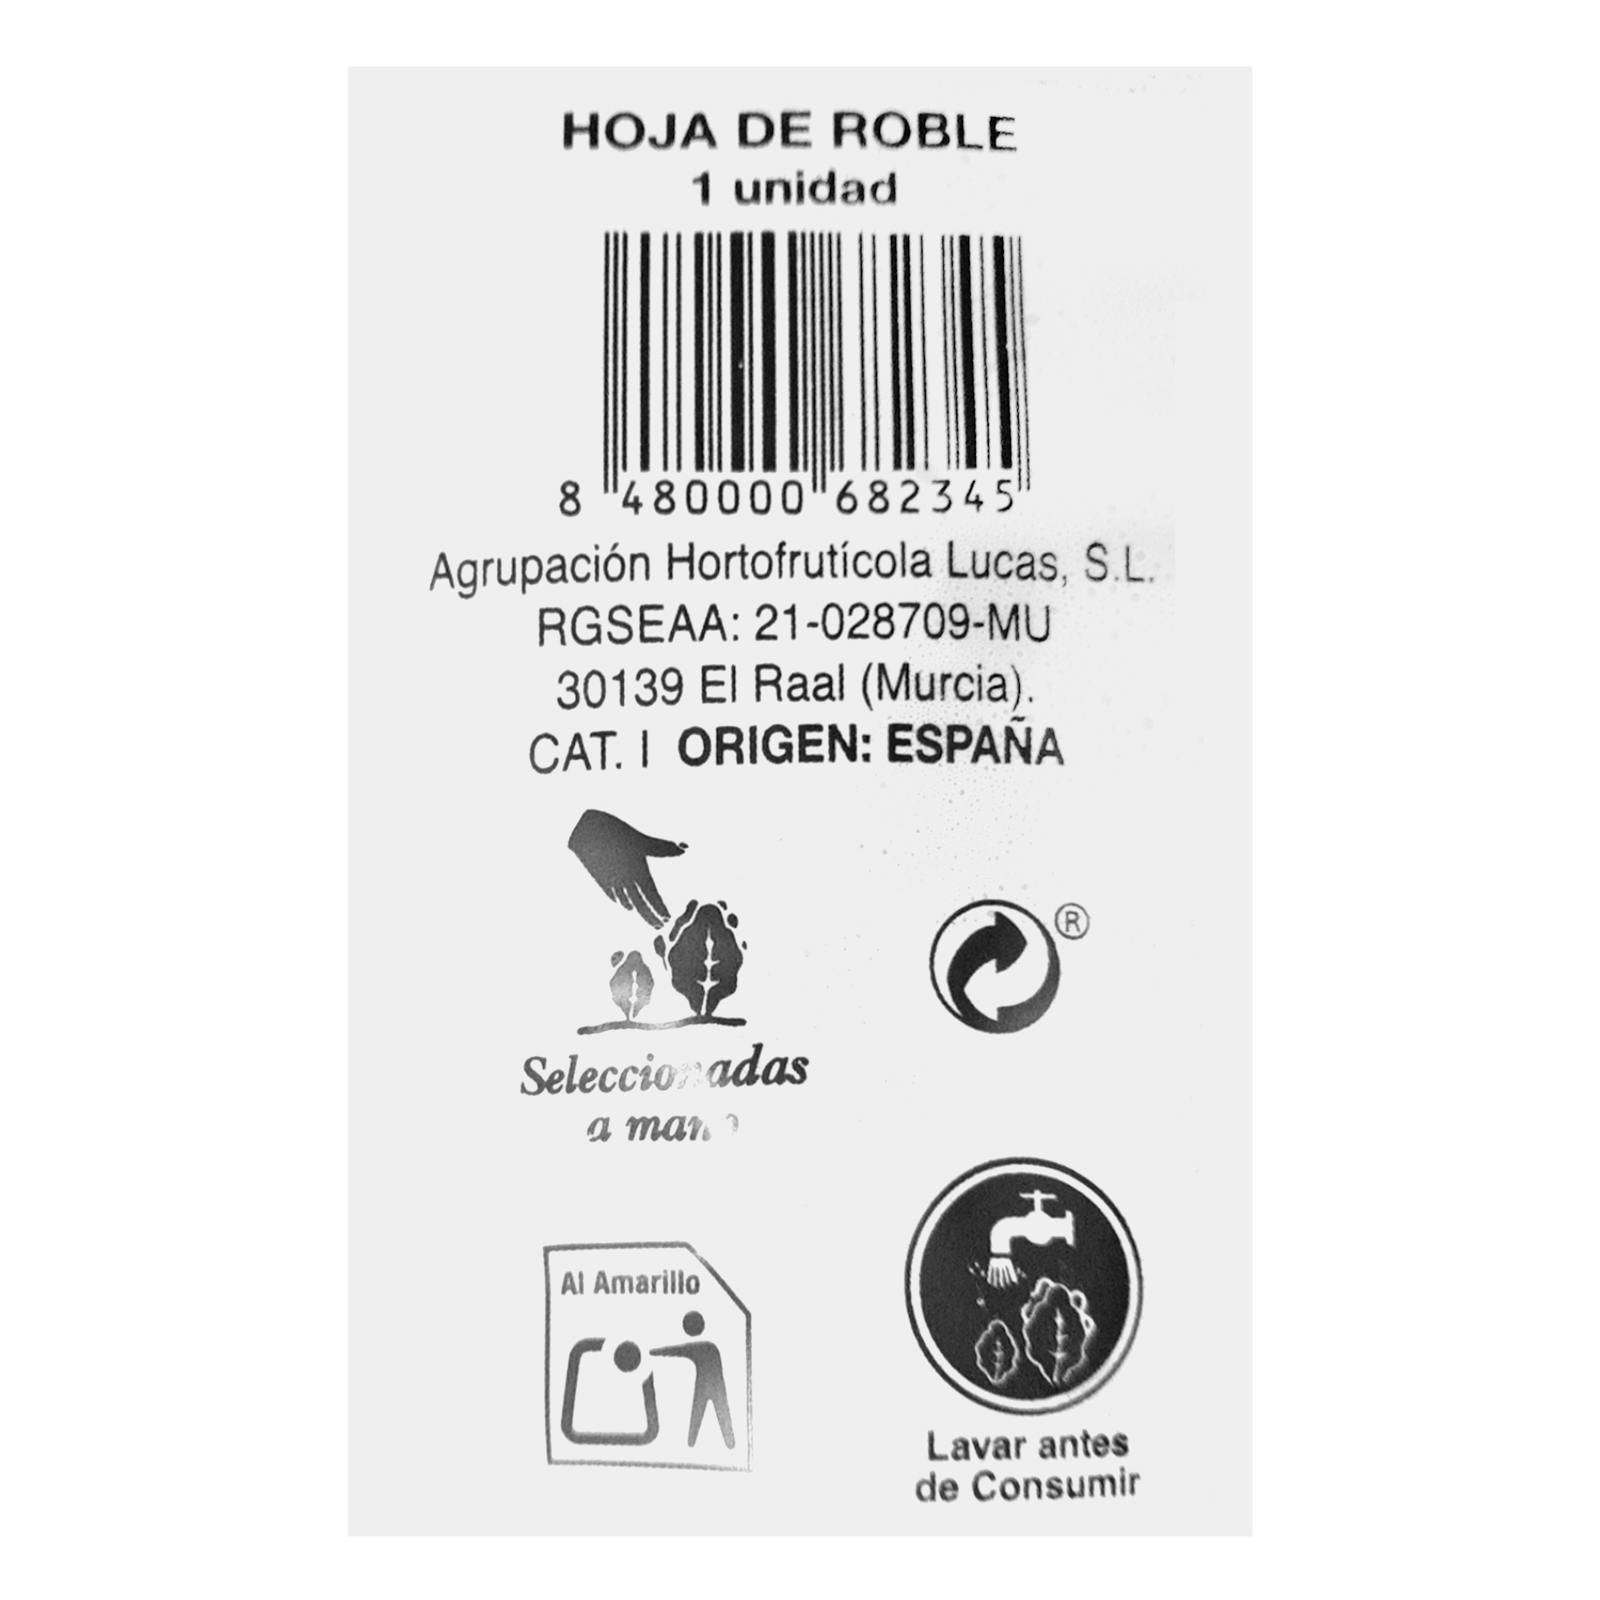 HOJA DE ROBLE
1 unidad
8 480000 682345
Agrupación Hortofrutícola Lucas, S.L.
RGSEAA: 21-028709-MU
30139 El Raal (Murcia).
CAT. I ORIGEN: ESPAÑA
®
Seleccionadas
a mano
Al Amarillo
Lavar antes
de Consumir